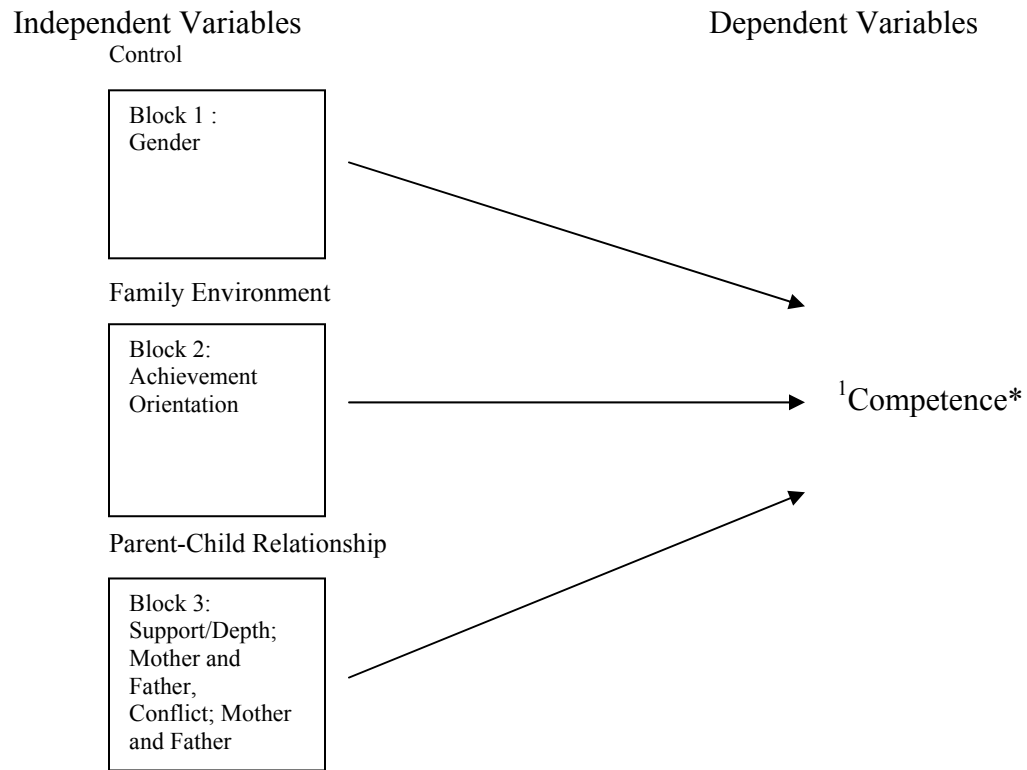 Independent Variables
Dependent Variables
Control
Block 1 :
Gender
Family Environment
Block 2:
Achievement
Orientation
¹Competence*
Parent-Child Relationship
Block 3:
Support/Depth;
Mother and
Father,
Conflict; Mother
and Father